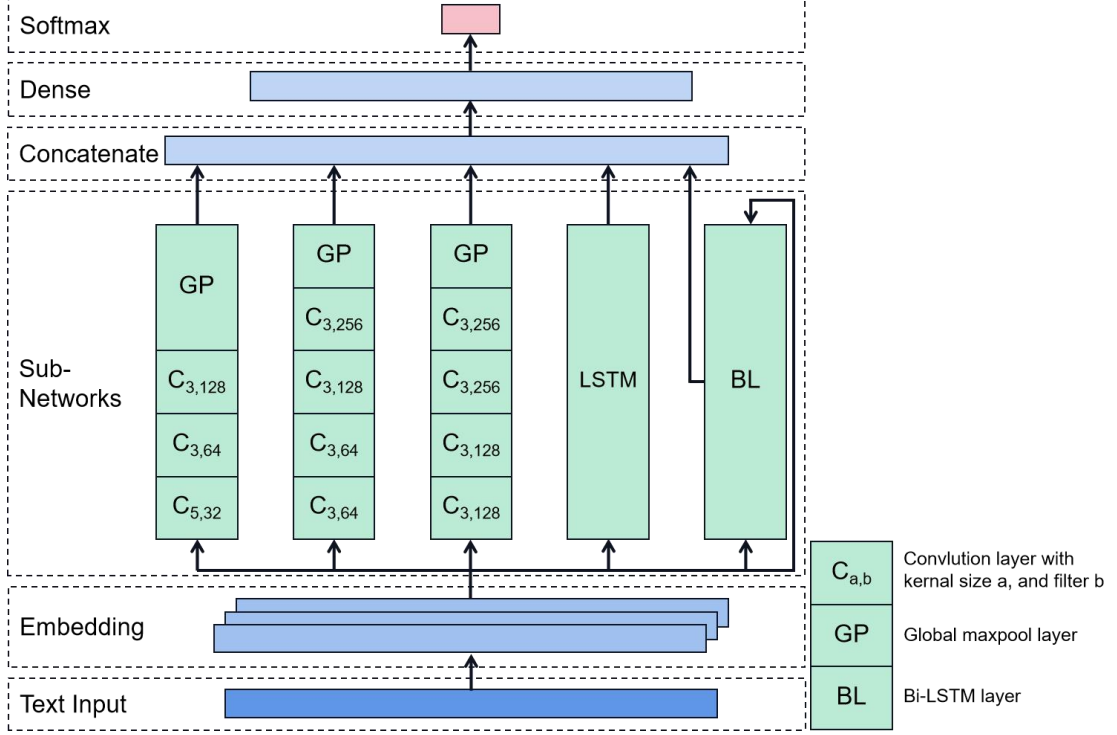 Softmax
Dense
Concatenate
Sub-
Networks
GP
C3,128
C3,64
C5,32
GP
C3,256
C3,128
C3,64
C3,64
GP
C3,256
C3,256
C3,128
C3,128
LSTM
BL
Embedding
Text Input
Ca,b
Convlution layer with
kernal size a, and filter b
GP
Global maxpool layer
BL
Bi-LSTM layer